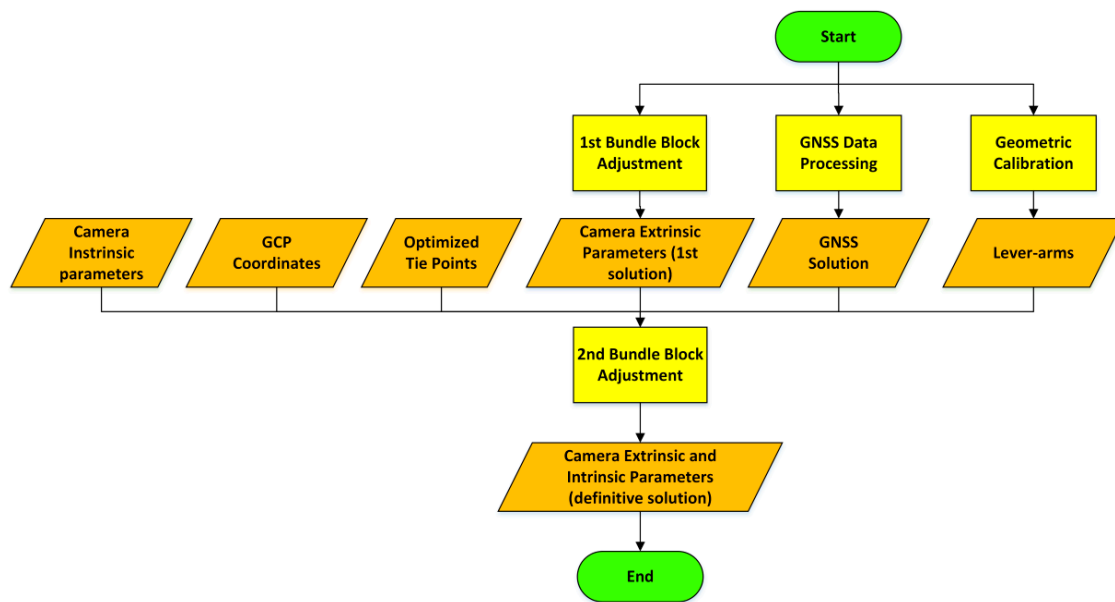 Start
1st Bundle Block
Adjustment
GNSS Data
Processing
Geometric
Calibration
Camera
Instrinsic
parameters
GCP
Coordinates
Optimized
Tie Points
Camera Extrinsic
Parameters (1st
solution)
GNSS
Solution
Lever-arms
2nd Bundle Block
Adjustment
Camera Extrinsic and
Intrinsic Parameters
(definitive solution)
End